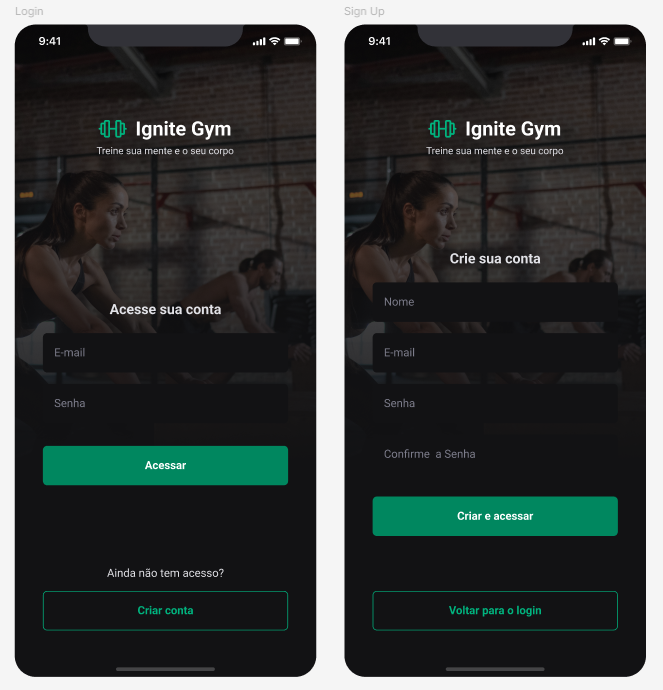 Login
9:41
Ignite Gym
Treine sua mente e o seu corpo
Acesse sua conta
E-mail
Senha
Acessar
Ainda não tem acesso?
Criar conta
Sign Up
9:41
Ignite Gym
Treine sua mente e o seu corpo
Crie sua conta
Nome
E-mail
Senha
Confirme  a Senha
Criar e acessar
Voltar para o login